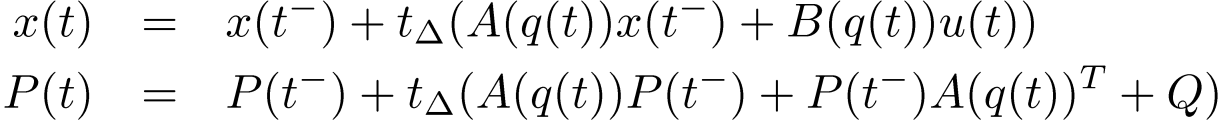 x(t) = x(t⁻) + t_Δ(A(q(t))x(t⁻) + B(q(t))u(t))
P(t) = P(t⁻) + t_Δ(A(q(t))P(t⁻) + P(t⁻)A(q(t))ᵀ + Q)